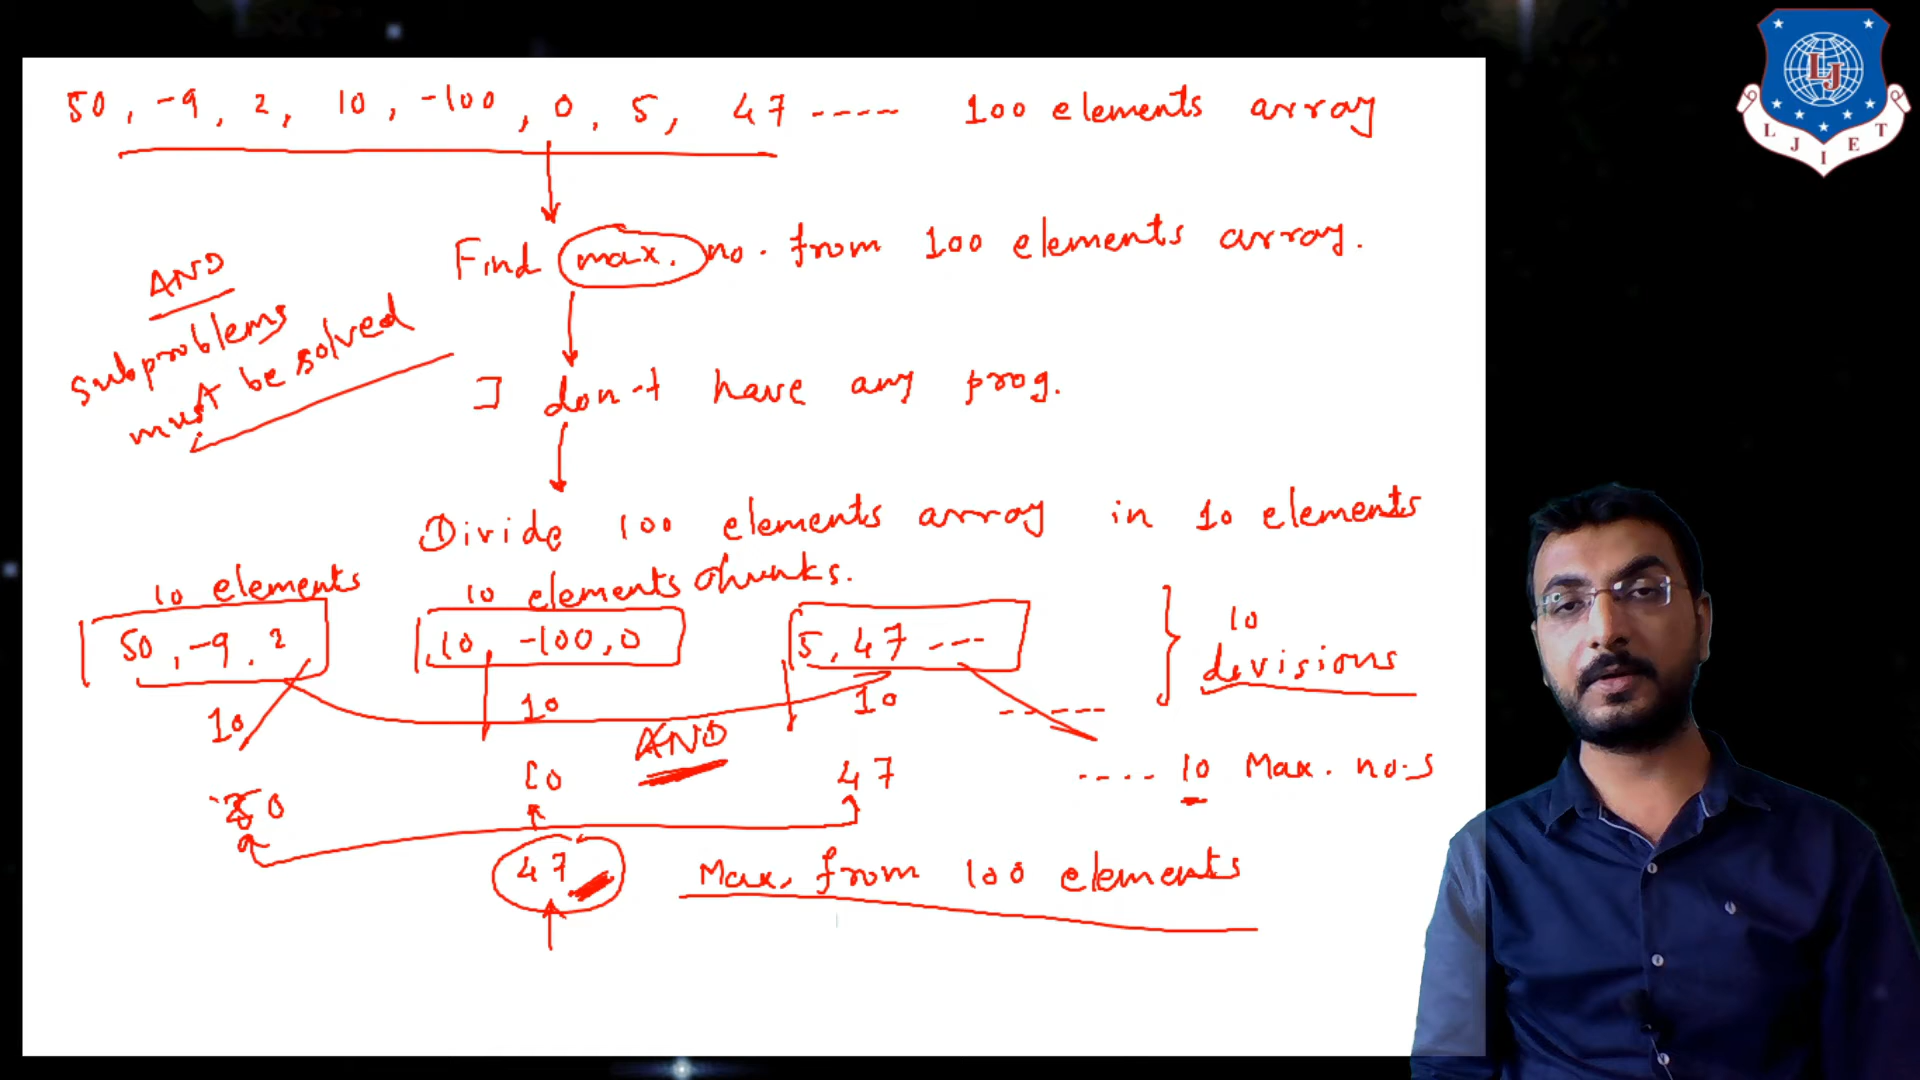 50, -9, 2, 10, -100, 0, 5, 47 ---- 100 elements array
Find max. no. from 100 elements array.
AND
subproblems
must be solved
I don't have any prog.
Divide 100 elements array in 10 elements
chunks.
10 elements 10 elements
50, -9, 2 10, -100, 0 5, 47 --- 10
devisions
10 10 10 -----
AND
50 10 47 ---- 10 Max. no.s
47 Max. from 100 elements
LJ
LJIET